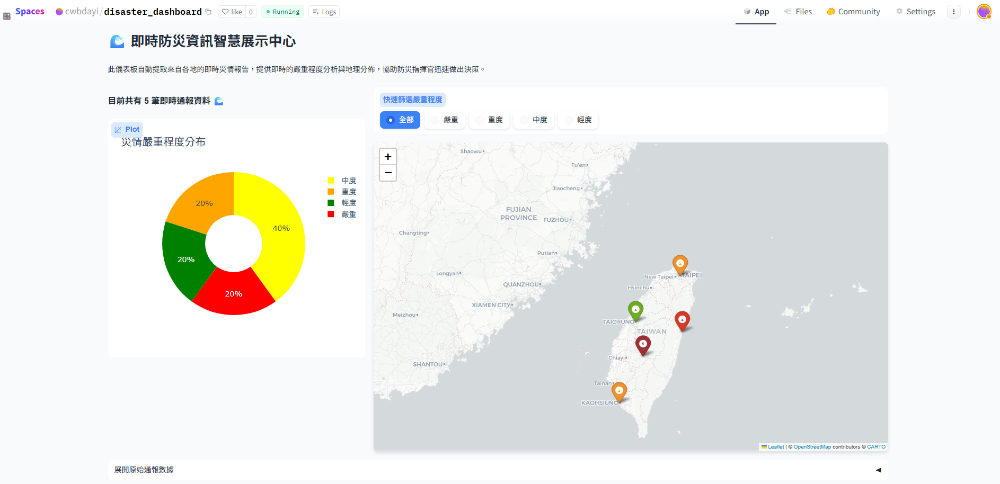 Spaces
cwbdayi/disaster_dashboard
like 0
Running
Logs
App
Files
Community
Settings
即時防災資訊智慧展示中心
此儀表板自動提取來自各地的即時災情報告，提供即時的嚴重程度分析與地理分佈，協助防災指揮官迅速做出決策。
目前共有 5 筆即時通報資料
Plot
災情嚴重程度分布
中度
重度
輕度
嚴重
20%
40%
20%
20%
快速篩選嚴重程度
全部
嚴重
重度
中度
輕度
+
−
Shaowu
Fu'an
Jiaocheng
FUJIAN
PROVINCE
FUZHOU
Changting
Putian
Longyan
QUANZHOU
XIAMEN CITY
Meizhou
SHANTOU
New Taipei
TAIPEI
Hsinchu
TAICHUNG
TAIWAN
Chiayi
Tainan
KAOHSIUNG
Leaflet | © OpenStreetMap contributors © CARTO
展開原始通報數據